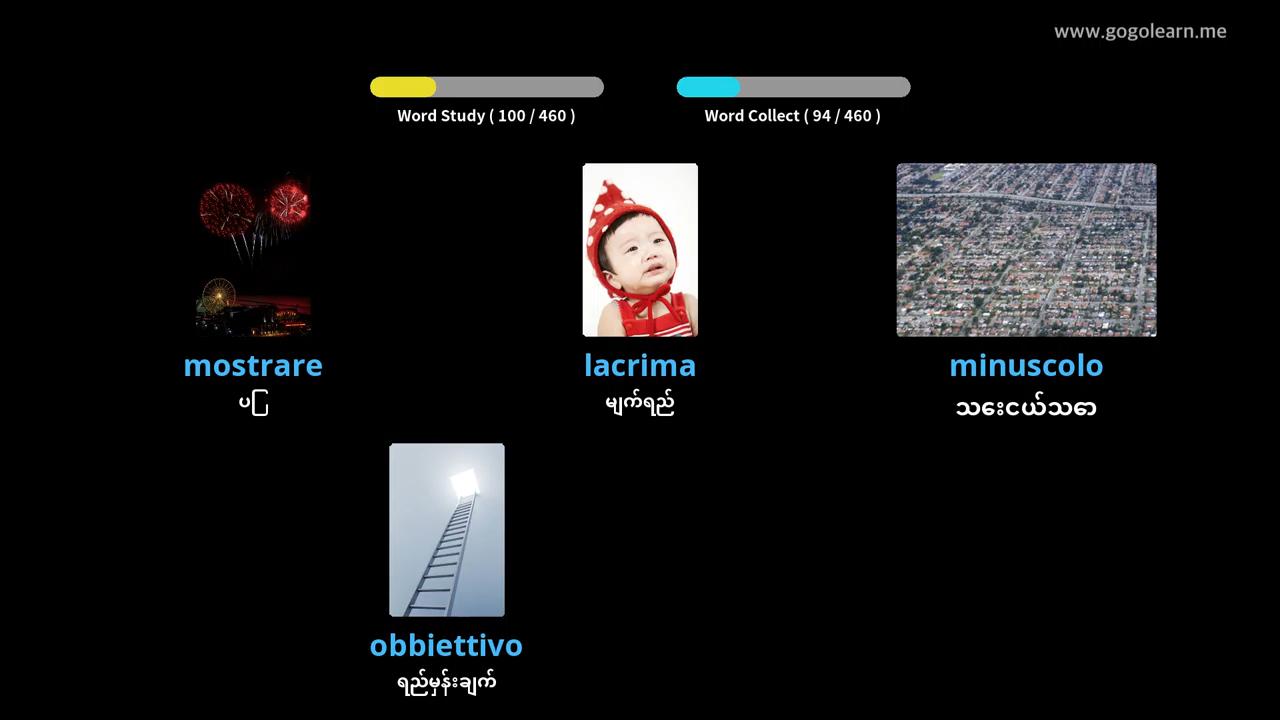 www.gogolearn.me
Word Study ( 100 / 460 )
Word Collect ( 94 / 460 )
mostrare
ပြ
lacrima
မျက်ရည်
minuscolo
သေးငယ်သော
obbiettivo
ရည်မှန်းချက်